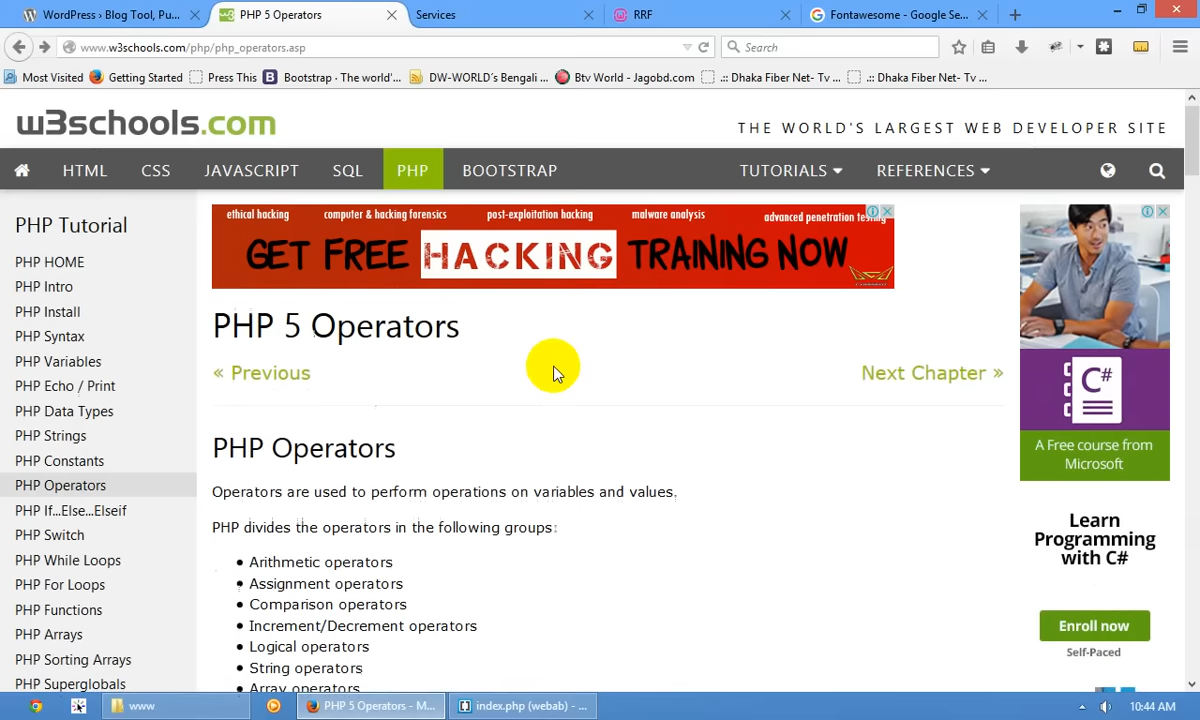 WordPress › Blog Tool, Pu...
PHP 5 Operators
Services
RRF
Fontawesome - Google Se...
www.w3schools.com/php/php_operators.asp
Search
Most Visited
Getting Started
Press This
Bootstrap · The world'...
DW-WORLD´s Bengali ...
Btv World - Jagobd.com
.:: Dhaka Fiber Net- Tv ...
.:: Dhaka Fiber Net- Tv ...
w3schools.com
THE WORLD'S LARGEST WEB DEVELOPER SITE
HTML
CSS
JAVASCRIPT
SQL
PHP
BOOTSTRAP
TUTORIALS
REFERENCES
PHP Tutorial
PHP HOME
PHP Intro
PHP Install
PHP Syntax
PHP Variables
PHP Echo / Print
PHP Data Types
PHP Strings
PHP Constants
PHP Operators
PHP If...Else...Elseif
PHP Switch
PHP While Loops
PHP For Loops
PHP Functions
PHP Arrays
PHP Sorting Arrays
PHP Superglobals
ethical hacking
computer & hacking forensics
post-exploitation hacking
malware analysis
advanced penetration testing
GET FREE HACKING TRAINING NOW
PHP 5 Operators
« Previous
Next Chapter »
PHP Operators
Operators are used to perform operations on variables and values.
PHP divides the operators in the following groups:
• Arithmetic operators
• Assignment operators
• Comparison operators
• Increment/Decrement operators
• Logical operators
• String operators
• Array operators
C#
A Free course from
Microsoft
Learn
Programming
with C#
Enroll now
Self-Paced
www
PHP 5 Operators - M...
index.php (webab) - ...
10:44 AM